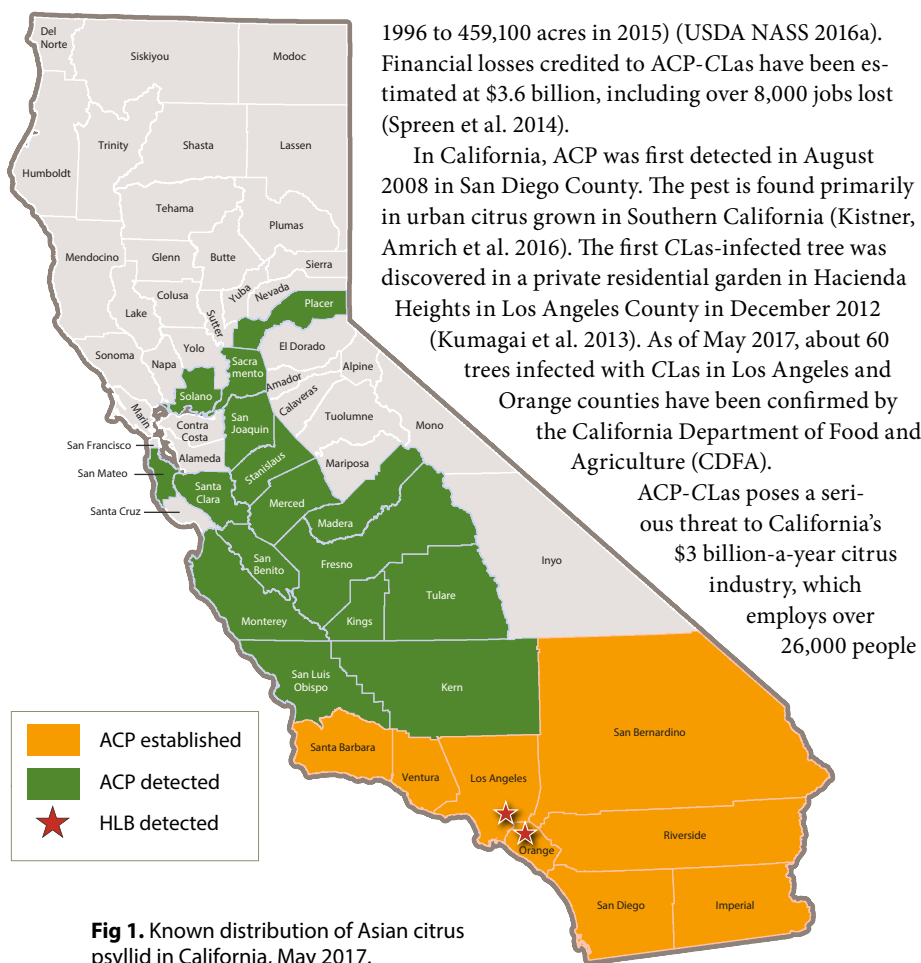 1996 to 459,100 acres in 2015) (USDA NASS 2016a).
Financial losses credited to ACP-CLas have been es-
timated at $3.6 billion, including over 8,000 jobs lost
(Spreen et al. 2014).
In California, ACP was first detected in August
2008 in San Diego County. The pest is found primarily
in urban citrus grown in Southern California (Kistner,
Amrich et al. 2016). The first CLas-infected tree was
discovered in a private residential garden in Hacienda
Heights in Los Angeles County in December 2012
(Kumagai et al. 2013). As of May 2017, about 60
trees infected with CLas in Los Angeles and
Orange counties have been confirmed by
the California Department of Food and
Agriculture (CDFA).
ACP-CLas poses a seri-
ous threat to California's
$3 billion-a-year citrus
industry, which
employs over
26,000 people
Del
Norte
Siskiyou
Modoc
Humboldt
Trinity
Shasta
Lassen
Tehama
Plumas
Mendocino
Glenn
Butte
Sierra
Colusa
Lake
Sutter
Yuba
Nevada
Placer
Sonoma
Napa
Yolo
El Dorado
Sacra
mento
Alpine
Amador
Solano
Calaveras
Marin
San
Joaquin
Tuolumne
Mono
Contra
Costa
San Francisco
Alameda
Stanislaus
Mariposa
San Mateo
Santa
Clara
Merced
Santa Cruz
Madera
San
Benito
Fresno
Inyo
Monterey
Kings
Tulare
San Luis
Obispo
Kern
Santa Barbara
Ventura
Los Angeles
San Bernardino
Orange
Riverside
San Diego
Imperial
ACP established
ACP detected
HLB detected
Fig 1. Known distribution of Asian citrus
psyllid in California, May 2017.